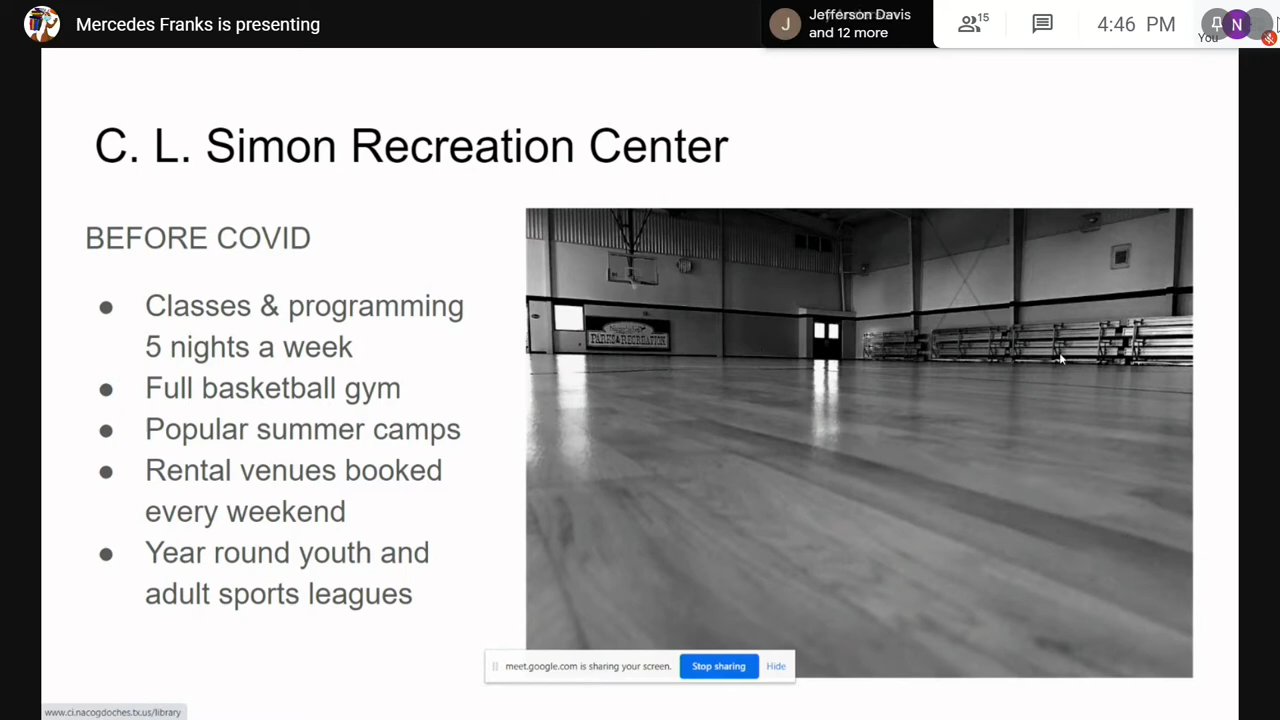 Mercedes Franks is presenting
J
Jefferson Davis
and 12 more
15
4:46 PM
N
You
C. L. Simon Recreation Center
BEFORE COVID
● Classes & programming
5 nights a week
● Full basketball gym
● Popular summer camps
● Rental venues booked
every weekend
● Year round youth and
adult sports leagues
PARKS & RECREATION
meet.google.com is sharing your screen.
Stop sharing
Hide
www.ci.nacogdoches.tx.us/library